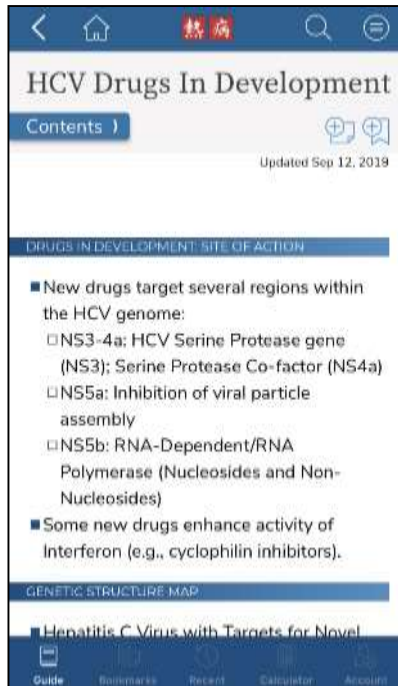 熱病
HCV Drugs In Development
Contents
Updated Sep 12, 2019
DRUGS IN DEVELOPMENT: SITE OF ACTION
New drugs target several regions within
the HCV genome:
NS3-4a: HCV Serine Protease gene
(NS3); Serine Protease Co-factor (NS4a)
NS5a: Inhibition of viral particle
assembly
NS5b: RNA-Dependent/RNA
Polymerase (Nucleosides and Non-
Nucleosides)
Some new drugs enhance activity of
Interferon (e.g., cyclophilin inhibitors).
GENETIC STRUCTURE MAP
Hepatitis C Virus with Targets for Novel
Guide Bookmarks Recent Calculator Account